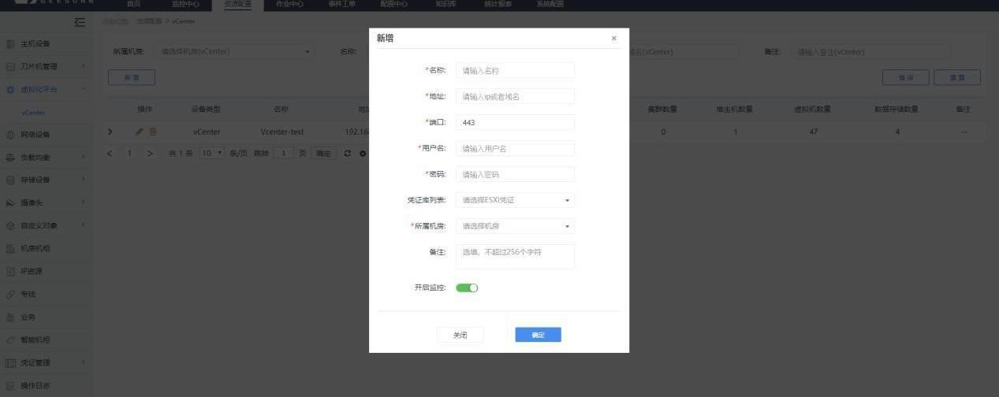 GEESUNN
首页 监控中心 资源配置 作业中心 事件工单 配置中心 知识库 统计报表 系统配置
当前位置: 资源配置 > vCenter
主机设备
刀片机管理
虚拟化平台
vCenter
网络设备
负载均衡
存储设备
摄像头
自定义对象
机房机柜
IP资源
专线
业务
智能机柜
凭证管理
操作日志
所属机房: 请选择机房(vCenter) 名称: 域名(vCenter) 备注: 请输入备注(vCenter)
新增 查询 重置
操作 设备类型 名称 地址 集群数量 宿主机数量 虚拟机数量 数据存储数量 备注
vCenter Vcenter-test 192.16 0 1 47 4 --
< 1 > 共 1 条 10 条/页 跳转 1 页 确定
新增 ×
*名称: 请输入名称
*地址: 请输入ip或者域名
*端口: 443
*用户名: 请输入用户名
*密码: 请输入密码
凭证库列表: 请选择ESXI凭证
*所属机房: 请选择机房
备注: 选填，不超过256个字符
开启监控:
关闭 确定